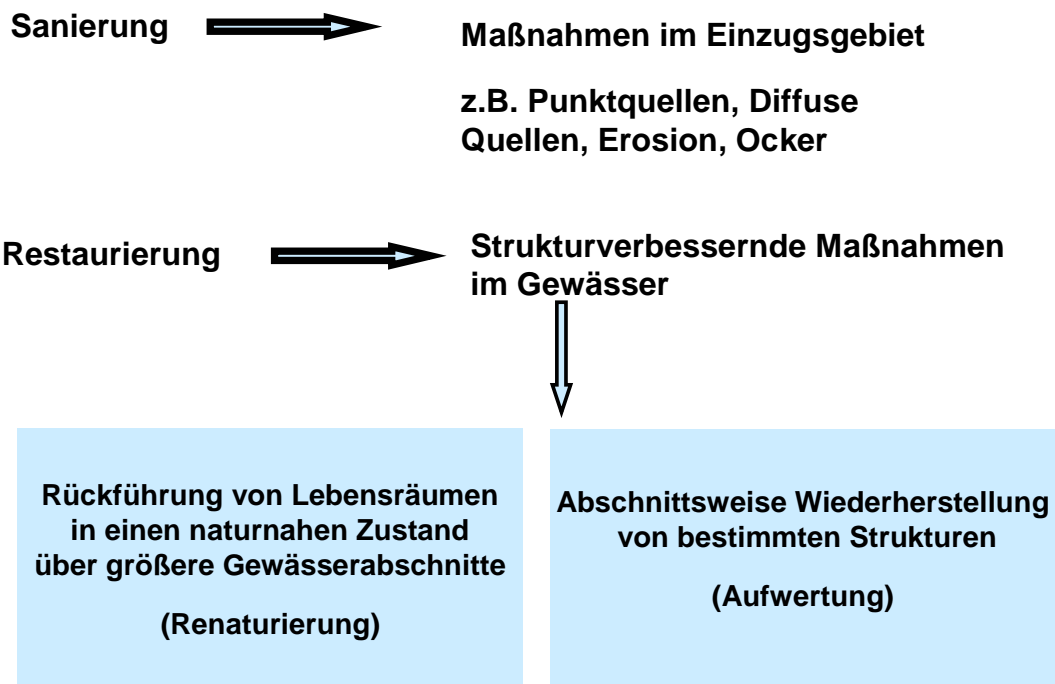 Sanierung
Maßnahmen im Einzugsgebiet
z.B. Punktquellen, Diffuse
Quellen, Erosion, Ocker
Restaurierung
Strukturverbessernde Maßnahmen
im Gewässer
Rückführung von Lebensräumen
in einen naturnahen Zustand
über größere Gewässerabschnitte
(Renaturierung)
Abschnittsweise Wiederherstellung
von bestimmten Strukturen
(Aufwertung)